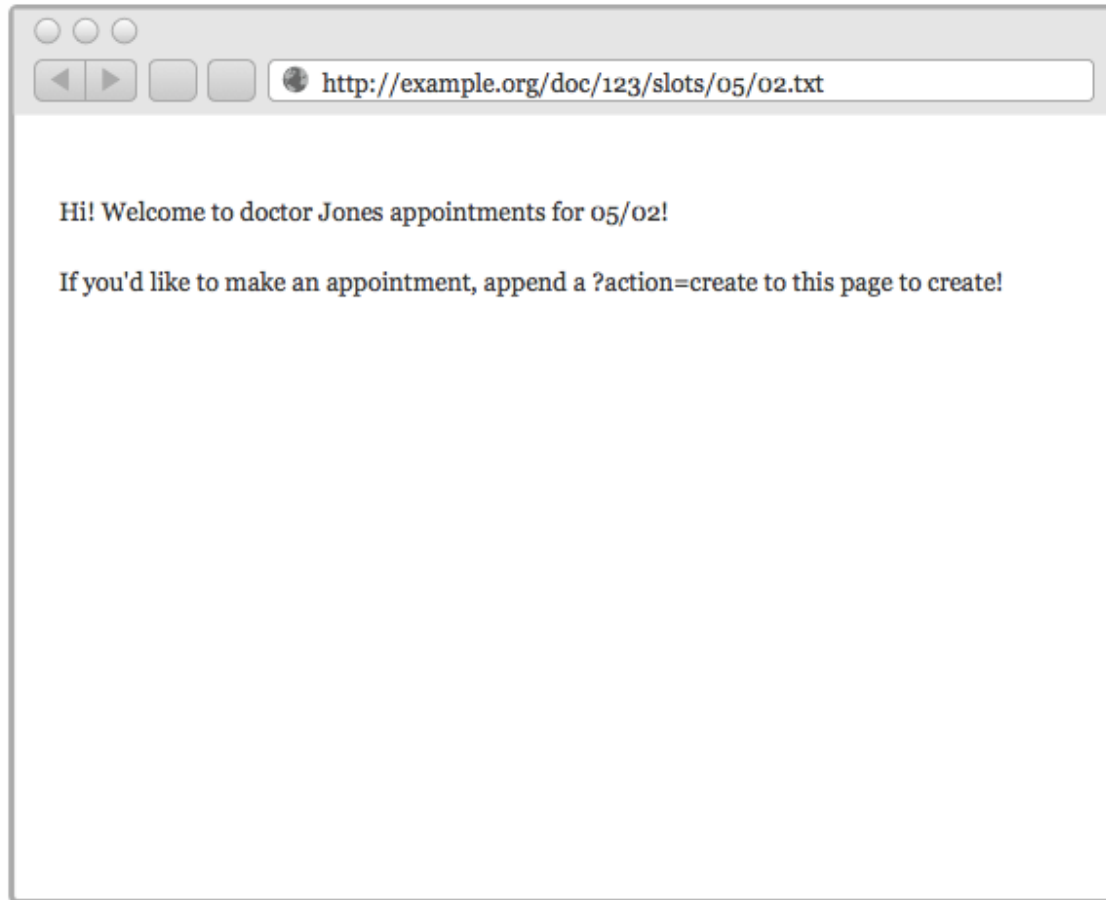 http://example.org/doc/123/slots/05/02.txt
Hi! Welcome to doctor Jones appointments for 05/02!
If you'd like to make an appointment, append a ?action=create to this page to create!